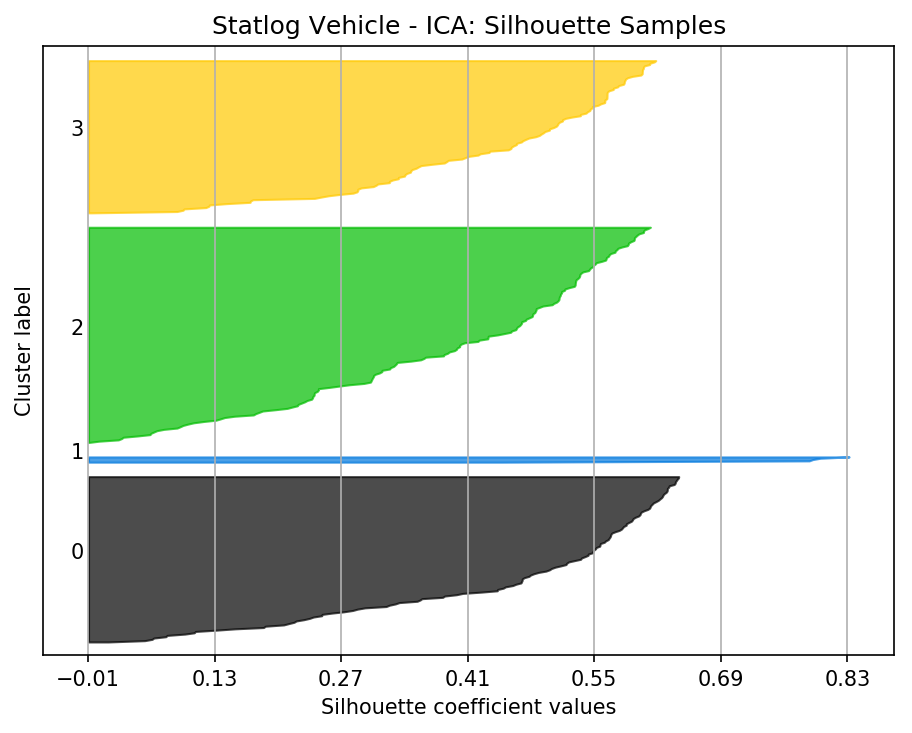 Statlog Vehicle - ICA: Silhouette Samples
Cluster label
3
2
1
0
−0.01 0.13 0.27 0.41 0.55 0.69 0.83
Silhouette coefficient values